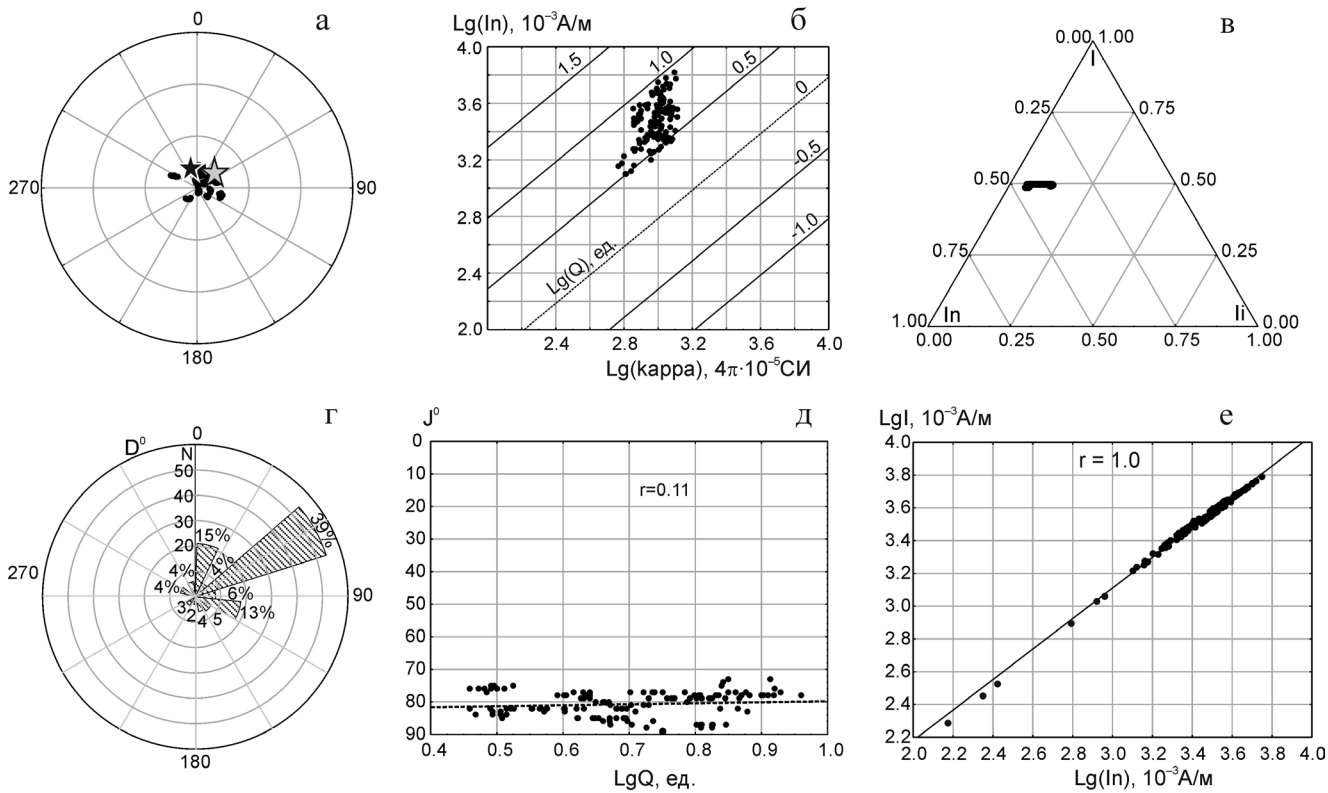 а
0
270
90
180
б
Lg(In), 10⁻³А/м
4.0
3.6
3.2
2.8
2.4
2.0
1.5
1.0
0.5
0
-0.5
-1.0
Lg(Q), ед.
2.4 2.8 3.2 3.6 4.0
Lg(kappa), 4π·10⁻⁵СИ
в
0.00 1.00
I
0.25 0.75
0.50 0.50
0.75 0.25
1.00 In Ii 0.00
0.00 0.25 0.50 0.75 1.00
г
D⁰ 0
N
50
40
30
20
15%
4%
39%
4%
4%
6%
13%
3 2 4 5
270
90
180
д
J⁰
0
10
20
30
40
50
60
70
80
90
r=0.11
0.4 0.5 0.6 0.7 0.8 0.9 1.0
LgQ, ед.
е
LgI, 10⁻³А/м
4.0
3.8
3.6
3.4
3.2
3.0
2.8
2.6
2.4
2.2
r = 1.0
2.0 2.2 2.4 2.8 3.0 3.2 3.4 3.6 3.8 4.0
Lg(In), 10⁻³А/м